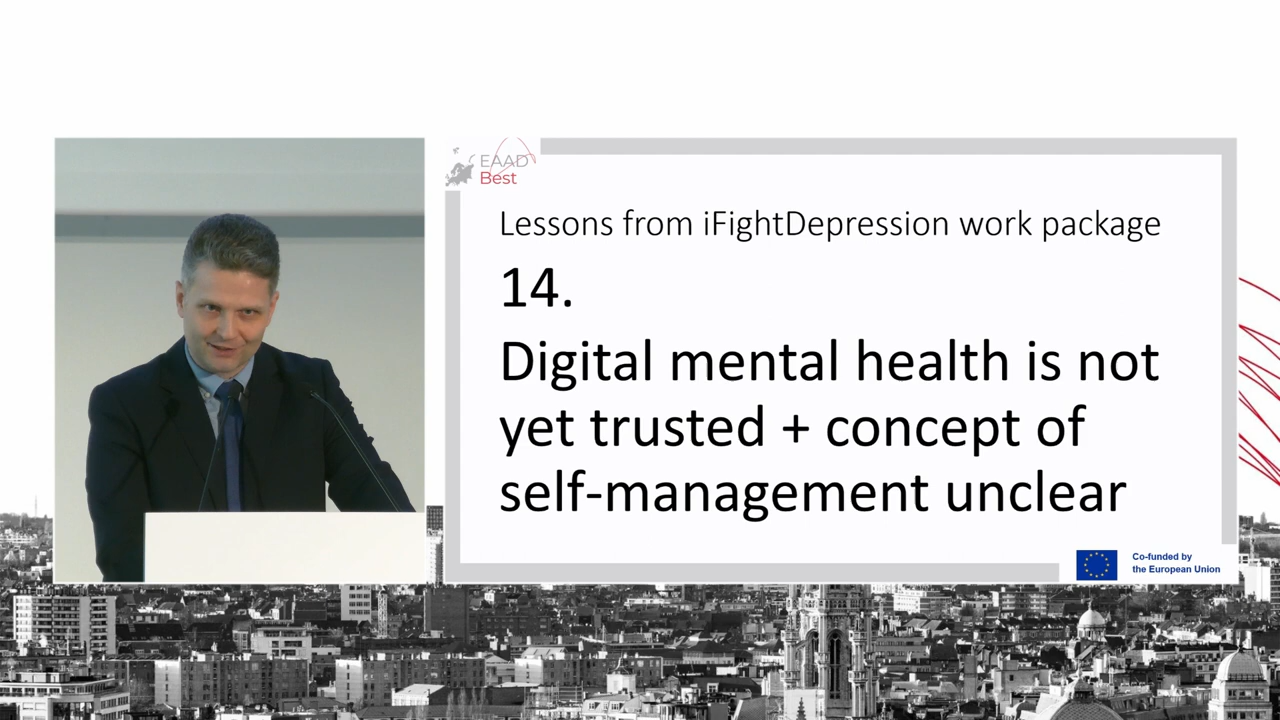 EAAD
Best
Lessons from iFightDepression work package
14.
Digital mental health is not
yet trusted + concept of
self-management unclear
Co-funded by
the European Union